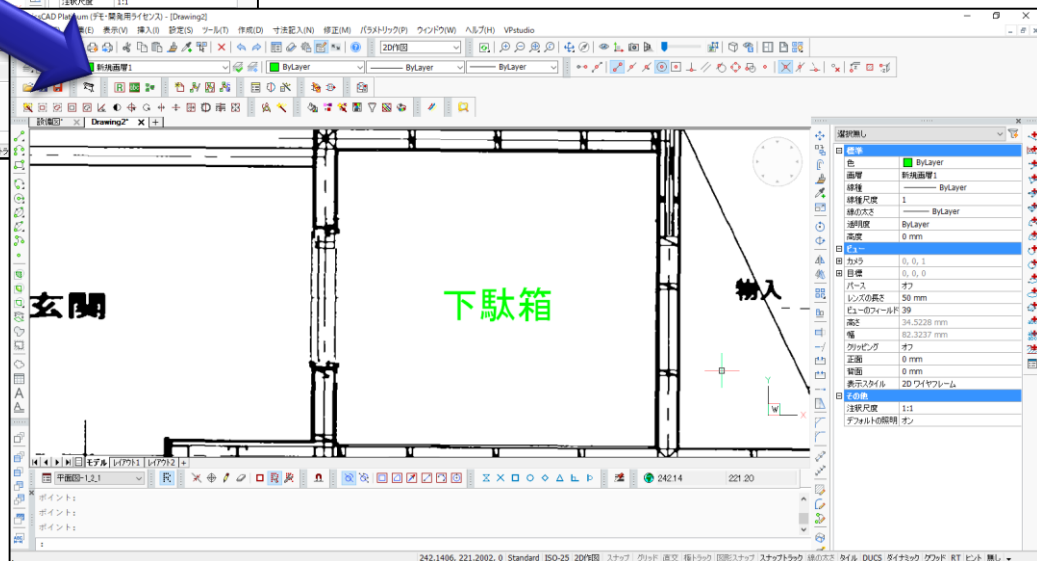 注釈尺度 1:1
ssCAD Platinum (デモ・開発用ライセンス) - [Drawing2]
表示(V) 挿入(I) 設定(S) ツール(T) 作成(D) 寸法記入(N) 修正(M) パラメトリック(P) ウィンドウ(W) ヘルプ(H) VPstudio
2D作図
新規画層1 ByLayer ByLayer ByLayer
設備図* Drawing2*
選択無し
標準
色 ByLayer
画層 新規画層1
線種 ByLayer
線種尺度 1
線の太さ ByLayer
透明度 ByLayer
高度 0 mm
ビュー
カメラ 0, 0, 1
目標 0, 0, 0
パース オフ
レンズの長さ 50 mm
ビューのフィールド 39
高さ 34.5228 mm
幅 82.3237 mm
クリッピング オフ
正面 0 mm
背面 0 mm
表示スタイル 2D ワイヤフレーム
その他
注釈尺度 1:1
デフォルトの照明 オン
玄関
下駄箱
物入
Y
W
X
モデル レイアウト1 レイアウト2
平面図-1_2_1
242.14 221.20
ポイント:
ポイント:
ポイント:
:
242.1406, 221.2002, 0 Standard ISO-25 2D作図 スナップ グリッド 直交 極トラック 図形スナップ スナップトラック 線の太さ タイル DUCS ダイナミック クワッド RT ヒント 無し